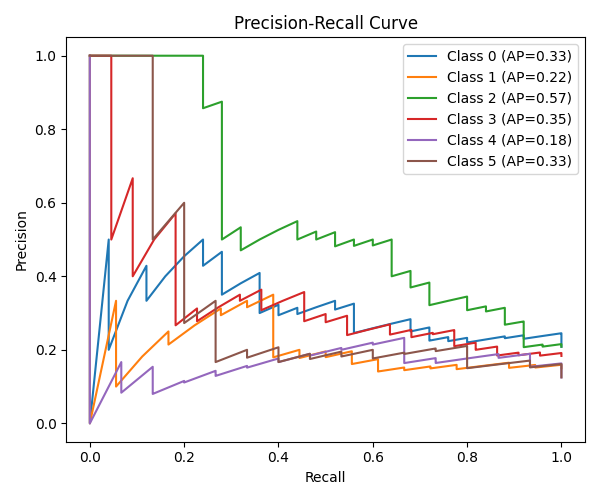 Precision-Recall Curve
Class 0 (AP=0.33)
Class 1 (AP=0.22)
Class 2 (AP=0.57)
Class 3 (AP=0.35)
Class 4 (AP=0.18)
Class 5 (AP=0.33)
Precision
1.0
0.8
0.6
0.4
0.2
0.0
0.0 0.2 0.4 0.6 0.8 1.0
Recall